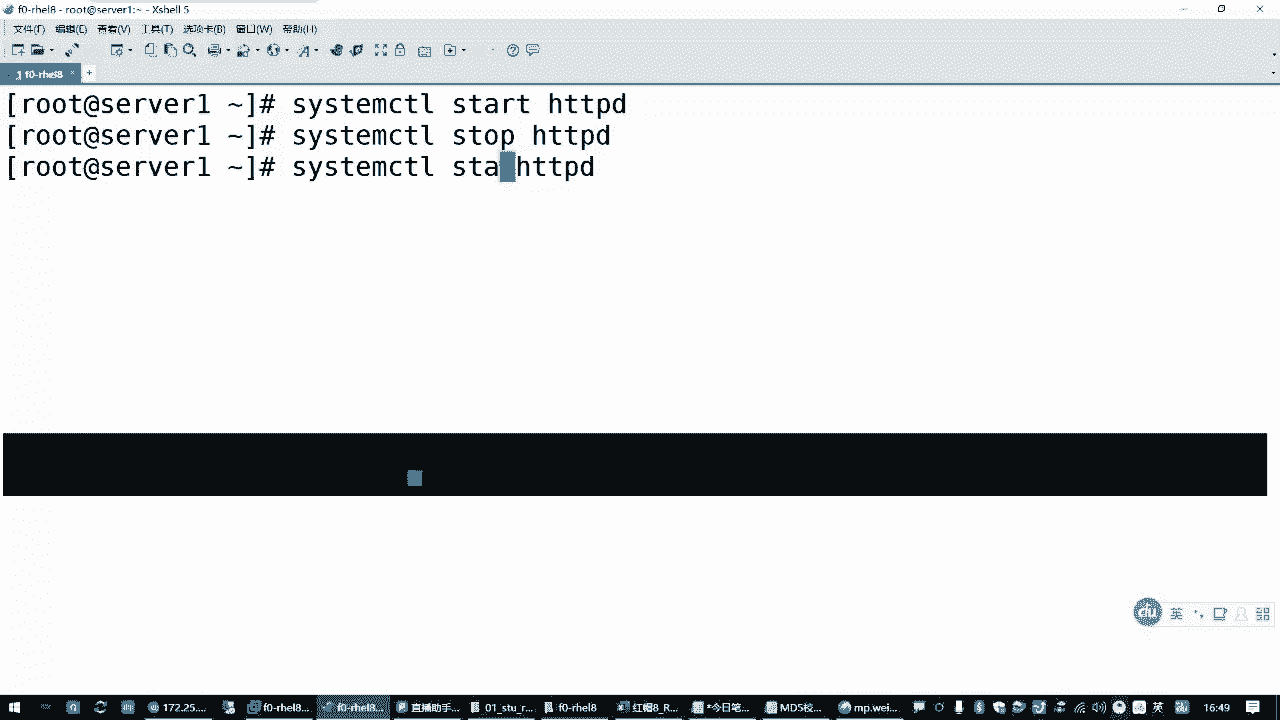 f0-rhel8 - root@server1:~ - Xshell 5
文件(F) 编辑(E) 查看(V) 工具(T) 选项卡(B) 窗口(W) 帮助(H)
1 f0-rhel8 × +
[root@server1 ~]# systemctl start httpd
[root@server1 ~]# systemctl stop httpd
[root@server1 ~]# systemctl sta httpd
du 英
172.25.... f0-rhel8... f0-rhel8... 直播助手... 01_stu_r... f0-rhel8 红帽8_R... *今日笔... MD5校... mp.wei... 英 16:49